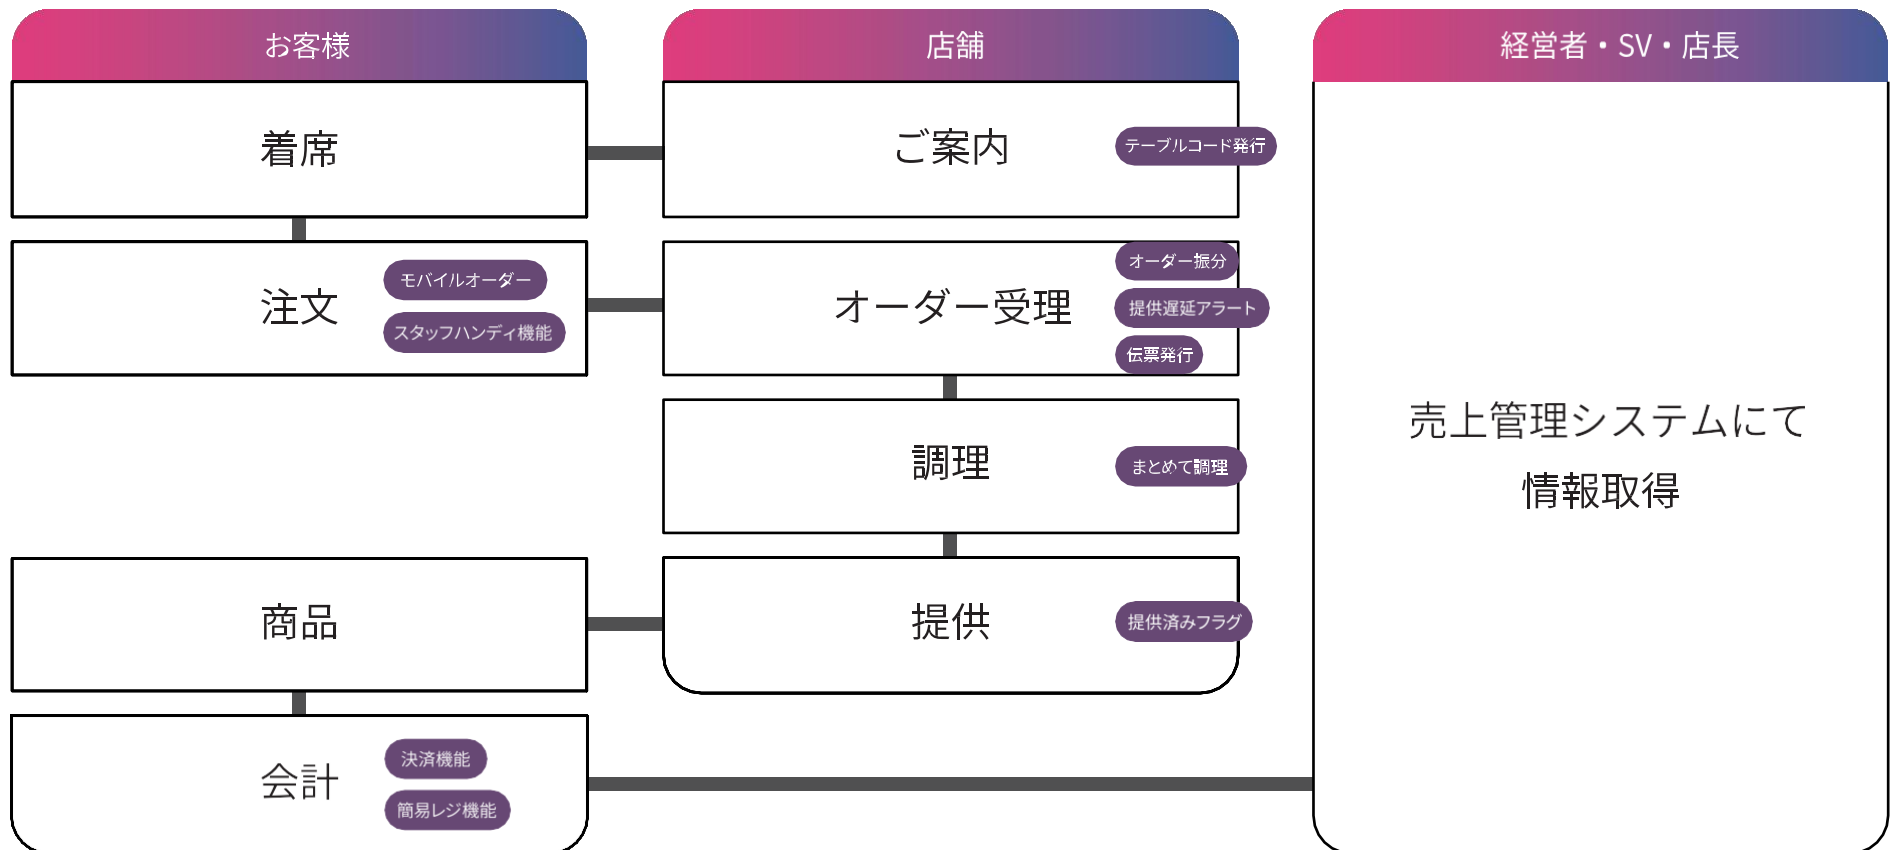 お客様
店舗
経営者・SV・店長
着席
ご案内
テーブルコード発行
注文
モバイルオーダー
スタッフハンディ機能
オーダー受理
オーダー振分
提供遅延アラート
伝票発行
調理
まとめて調理
商品
提供
提供済みフラグ
会計
決済機能
簡易レジ機能
売上管理システムにて
情報取得